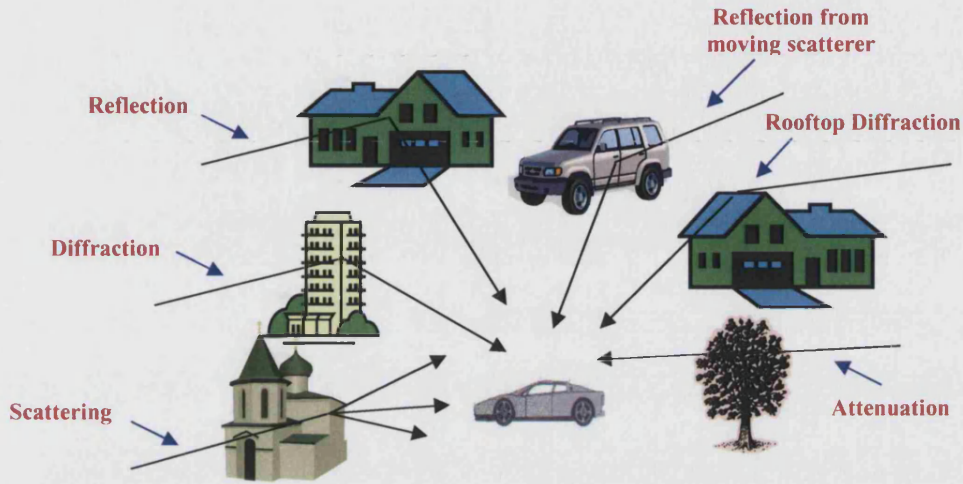 Reflection from
moving scatterer
Reflection
Rooftop Diffraction
Diffraction
Scattering
Attenuation